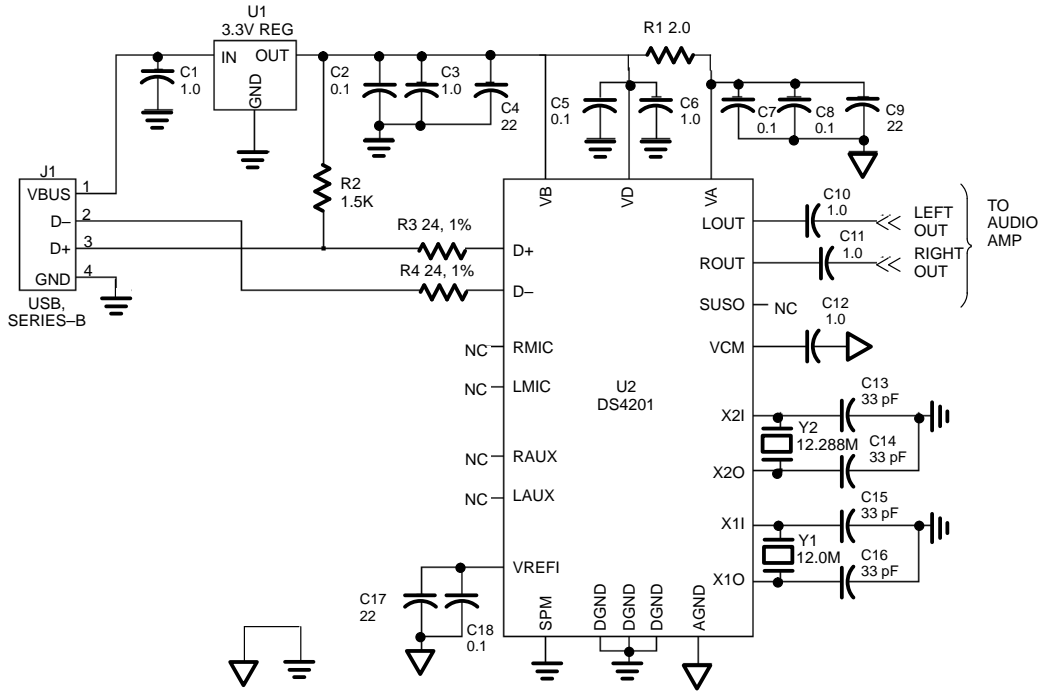 U1
3.3V REG
IN
OUT
GND
R1 2.0
C1
1.0
C2
0.1
C3
1.0
C4
22
C5
0.1
C6
1.0
C7
0.1
C8
0.1
C9
22
J1
VBUS
1
D–
2
D+
3
GND
4
USB,
SERIES–B
R2
1.5K
R3 24, 1%
R4 24, 1%
VB
VD
VA
D+
D–
NC
RMIC
NC
LMIC
NC
RAUX
NC
LAUX
VREFI
C17
22
C18
0.1
U2
DS4201
LOUT
C10
1.0
LEFT
OUT
ROUT
C11
1.0
RIGHT
OUT
TO
AUDIO
AMP
SUSO
NC
VCM
C12
1.0
X2I
C13
33 pF
Y2
12.288M
C14
33 pF
X2O
X1I
C15
33 pF
Y1
12.0M
C16
33 pF
X1O
SPM
DGND
DGND
DGND
AGND